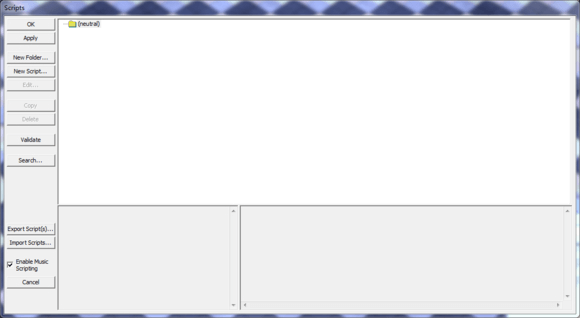 Scripts
OK
Apply
New Folder...
New Script...
Edit...
Copy
Delete
Validate
Search...
Export Script(s)...
Import Scripts...
Enable Music
Scripting
Cancel
(neutral)